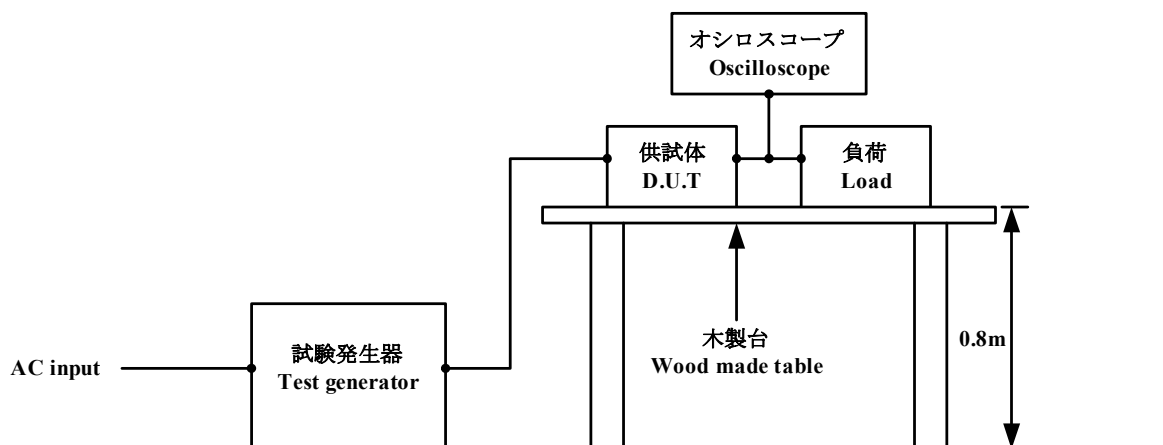 オシロスコープ
Oscilloscope
供試体
D.U.T
負荷
Load
木製台
Wood made table
0.8m
試験発生器
Test generator
AC input